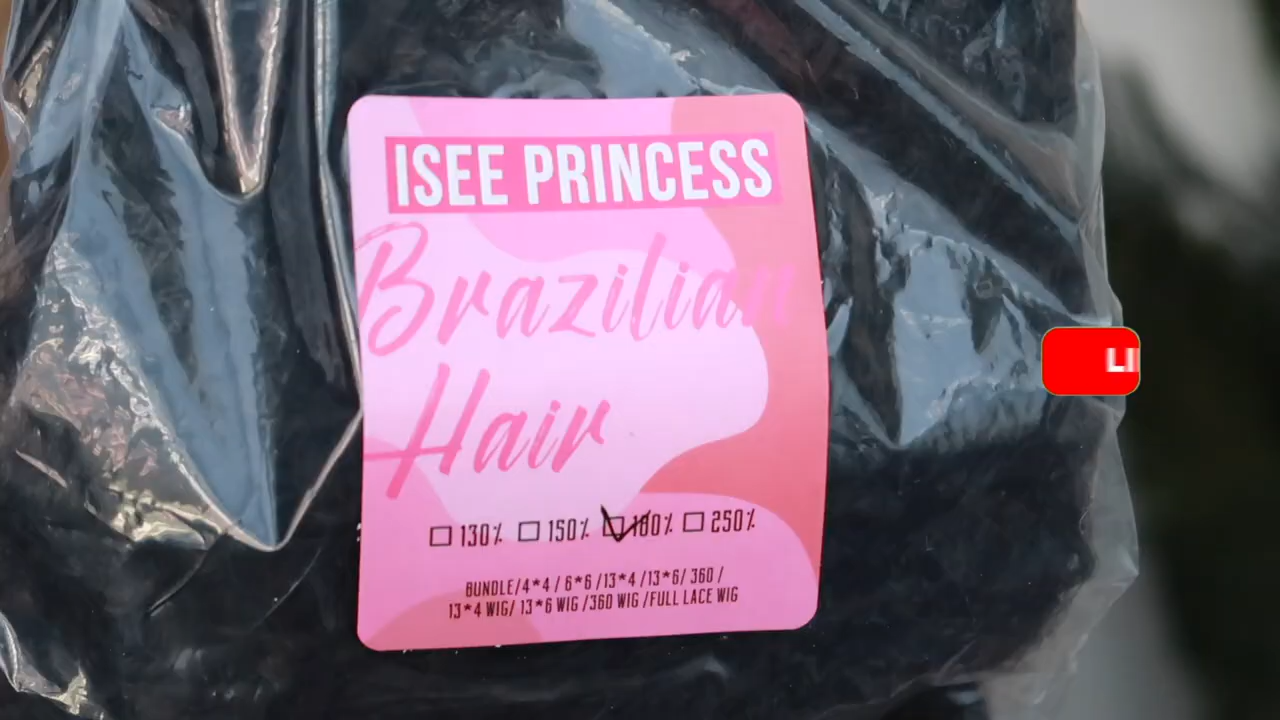 ISEE PRINCESS
Brazilian
Hair
☐ 130% ☐ 150% ☑ 180% ☐ 250%
BUNDLE/4*4 / 6*6 /13*4 /13*6/ 360 /
13*4 WIG/ 13*6 WIG /360 WIG /FULL LACE WIG
LI